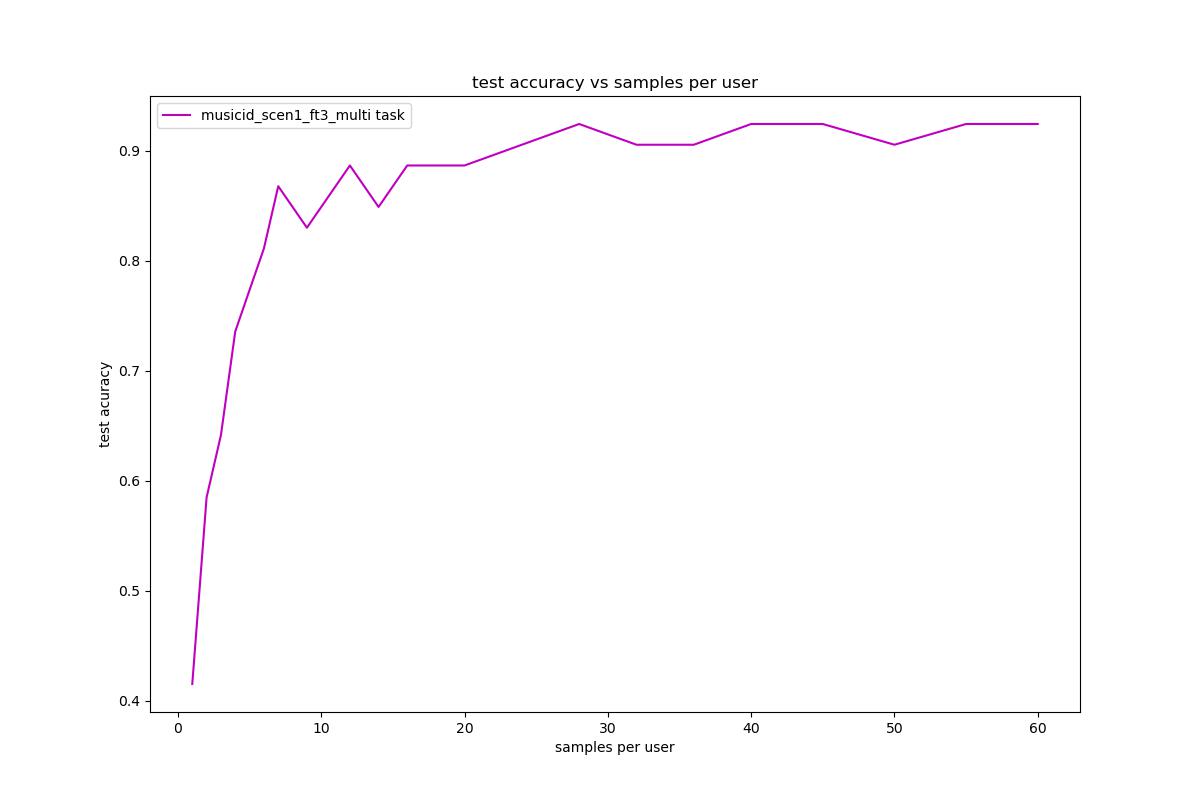 test accuracy vs samples per user
musicid_scen1_ft3_multi task
0.9
0.8
0.7
0.6
0.5
0.4
test acuracy
0 10 20 30 40 50 60
samples per user